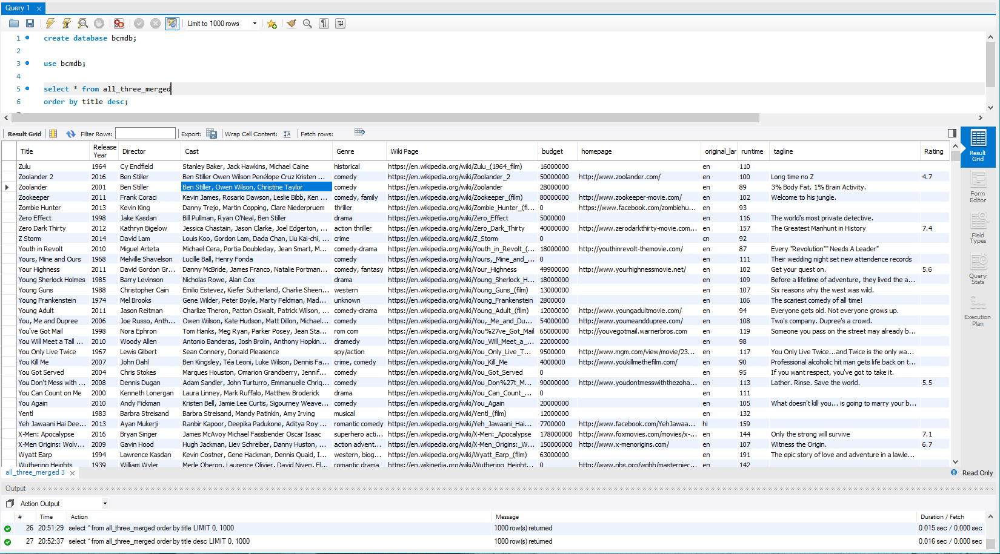 Query 1
Limit to 1000 rows
1 create database bcmdb;
2
3 use bcmdb;
4
5 select * from all_three_merged
6 order by title desc;
Result Grid Filter Rows: Export: Wrap Cell Content: Fetch rows:
Title Release Year Director Cast Genre Wiki Page budget homepage original_lar runtime tagline Rating
Zulu 1964 Cy Endfield Stanley Baker, Jack Hawkins, Michael Caine historical https://en.wikipedia.org/wiki/Zulu_(1964_film) 16000000 en 110
Zoolander 2 2016 Ben Stiller Ben Stiller Owen Wilson Penélope Cruz Kristen ... comedy https://en.wikipedia.org/wiki/Zoolander_2 50000000 http://www.zoolander.com/ en 100 Long time no Z 4.7
Zoolander 2001 Ben Stiller Ben Stiller, Owen Wilson, Christine Taylor comedy https://en.wikipedia.org/wiki/Zoolander 28000000 en 89 3% Body Fat. 1% Brain Activity.
Zookeeper 2011 Frank Coraci Kevin James, Rosario Dawson, Leslie Bibb, Ken ... comedy, family https://en.wikipedia.org/wiki/Zookeeper_(film) 80000000 http://www.zookeeper-movie.com/ en 102 Welcome to his jungle.
Zombie Hunter 2013 Kevin King Danny Trejo, Martin Copping, Clare Niederpruem thriller https://en.wikipedia.org/wiki/Zombie_Hunter_(fi... 0 https://www.facebook.com/zombiehu... en 93
Zero Effect 1998 Jake Kasdan Bill Pullman, Ryan O'Neal, Ben Stiller drama https://en.wikipedia.org/wiki/Zero_Effect 5000000 en 116 The world's most private detective.
Zero Dark Thirty 2012 Kathryn Bigelow Jessica Chastain, Jason Clarke, Joel Edgerton, ... action thriller https://en.wikipedia.org/wiki/Zero_Dark_Thirty 40000000 http://www.zerodarkthirty-movie.com... en 157 The Greatest Manhunt in History 7.4
Z Storm 2014 David Lam Louis Koo, Gordon Lam, Dada Chan, Liu Kai-chi, ... crime https://en.wikipedia.org/wiki/Z_Storm 0 cn 92
Youth in Revolt 2010 Miguel Arteta Michael Cera, Portia Doubleday, Jean Smart, M... comedy-drama https://en.wikipedia.org/wiki/Youth_in_Revolt_(... 18000000 http://youthinrevolt-themovie.com/ en 87 Every "Revolution"" Needs A Leader"
Yours, Mine and Ours 1968 Melville Shavelson Lucille Ball, Henry Fonda comedy https://en.wikipedia.org/wiki/Yours,_Mine_and_... 0 en 111 Their wedding night set new attendence records
Your Highness 2011 David Gordon Gr... Danny McBride, James Franco, Natalie Portman... comedy, fantasy https://en.wikipedia.org/wiki/Your_Highness 49900000 http://www.yourhighnessmovie.net/ en 102 Get your quest on. 5.6
Young Sherlock Holmes 1985 Barry Levinson Nicholas Rowe, Alan Cox drama https://en.wikipedia.org/wiki/Young_Sherlock_H... 18000000 en 109 Before a lifetime of adventure, they lived the a...
Young Guns 1988 Christopher Cain Emilio Estevez, Kiefer Sutherland, Charlie Sheen... western https://en.wikipedia.org/wiki/Young_Guns_(film) 13000000 en 107 Six reasons why the west was wild.
Young Frankenstein 1974 Mel Brooks Gene Wilder, Peter Boyle, Marty Feldman, Mad... unknown https://en.wikipedia.org/wiki/Young_Frankenstein 2800000 en 106 The scariest comedy of all time!
Young Adult 2011 Jason Reitman Charlize Theron, Patton Oswalt, Patrick Wilson, ... comedy-drama https://en.wikipedia.org/wiki/Young_Adult_(film) 12000000 http://www.youngadultmovie.com/ en 94 Everyone gets old. Not everyone grows up.
You, Me and Dupree 2006 Joe Russo, Anth... Owen Wilson, Kate Hudson, Matt Dillon, Michael... comedy https://en.wikipedia.org/wiki/You,_Me_and_Du... 54000000 http://www.youmeanddupree.com/ en 108 Two's company. Dupree's a crowd.
You've Got Mail 1998 Nora Ephron Tom Hanks, Meg Ryan, Parker Posey, Jean Sta... rom com https://en.wikipedia.org/wiki/You%27ve_Got_Mail 65000000 http://youvegotmail.warnerbros.com en 119 Someone you pass on the street may already b...
You Will Meet a Tall ... 2010 Woody Allen Antonio Banderas, Josh Brolin, Anthony Hopkin... dramedy https://en.wikipedia.org/wiki/You_Will_Meet_a_... 22000000 en 98
You Only Live Twice 1967 Lewis Gilbert Sean Connery, Donald Pleasence spy/action https://en.wikipedia.org/wiki/You_Only_Live_T... 9500000 http://www.mgm.com/view/movie/23... en 117 You Only Live Twice...and Twice is the only wa...
You Kill Me 2007 John Dahl Ben Kingsley, Téa Leoni, Luke Wilson, Dennis Fa... crime, comedy https://en.wikipedia.org/wiki/You_Kill_Me 4000000 http://www.youkillmethefilm.com/ en 90 Professional alcoholic hit man gets life back on t...
You Got Served 2004 Chris Stokes Marques Houston, Omarion Grandberry, Jennif... comedy https://en.wikipedia.org/wiki/You_Got_Served 0 en 95 If you want respect, you've got to take it.
You Don't Mess with ... 2008 Dennis Dugan Adam Sandler, John Turturro, Emmanuelle Chriq... comedy https://en.wikipedia.org/wiki/You_Don%27t_M... 90000000 http://www.youdontmesswiththezoha... en 113 Lather. Rinse. Save the world. 5.5
You Can Count on Me 2000 Kenneth Lonergan Laura Linney, Mark Ruffalo, Matthew Broderick drama https://en.wikipedia.org/wiki/You_Can_Count_... 0 en 111
You Again 2010 Andy Fickman Kristen Bell, Jamie Lee Curtis, Sigourney Weave... comedy https://en.wikipedia.org/wiki/You_Again 20000000 en 105 What doesn't kill you... is going to marry your b...
Yentl 1983 Barbra Streisand Barbra Streisand, Mandy Patinkin, Amy Irving musical https://en.wikipedia.org/wiki/Yentl_(film) 12000000 en 132
Yeh Jawaani Hai Dee... 2013 Ayan Mukerji Ranbir Kapoor, Deepika Padukone, Aditya Roy ... romantic comedy https://en.wikipedia.org/wiki/Yeh_Jawaani_Hai... 7700000 http://www.facebook.com/YehJawaa... hi 159
X-Men: Apocalypse 2016 Bryan Singer James McAvoy Michael Fassbender Oscar Isaac superhero acti... https://en.wikipedia.org/wiki/X-Men:_Apocalypse 178000000 http://www.foxmovies.com/movies/x-... en 144 Only the strong will survive 7.1
X-Men Origins: Wolv... 2009 Gavin Hood Hugh Jackman, Liev Schreiber, Danny Huston, ... action advent... https://en.wikipedia.org/wiki/X-Men_Origins:_W... 150000000 http://www.x-menorigins.com/ en 107 Witness the Origin. 6.7
Wyatt Earp 1994 Lawrence Kasdan Kevin Costner, Gene Hackman, Dennis Quaid, I... western, biog... https://en.wikipedia.org/wiki/Wyatt_Earp_(film) 63000000 en 191 The epic story of love and adventure in a lawle...
Wuthering Heights 1939 William Wyler Merle Oberon, Laurence Olivier, David Niven, Fl... romantic drama https://en.wikipedia.org/wiki/Wuthering_Height... 0 http://www.pbs.org/wgbh/masterpiec... en 142
Result Grid
Form Editor
Field Types
Query Stats
Execution Plan
all_three_merged 3
Read Only
Output
Action Output
# Time Action Message Duration / Fetch
26 20:51:29 select * from all_three_merged order by title LIMIT 0, 1000 1000 row(s) returned 0.015 sec / 0.000 sec
27 20:52:37 select * from all_three_merged order by title desc LIMIT 0, 1000 1000 row(s) returned 0.016 sec / 0.000 sec